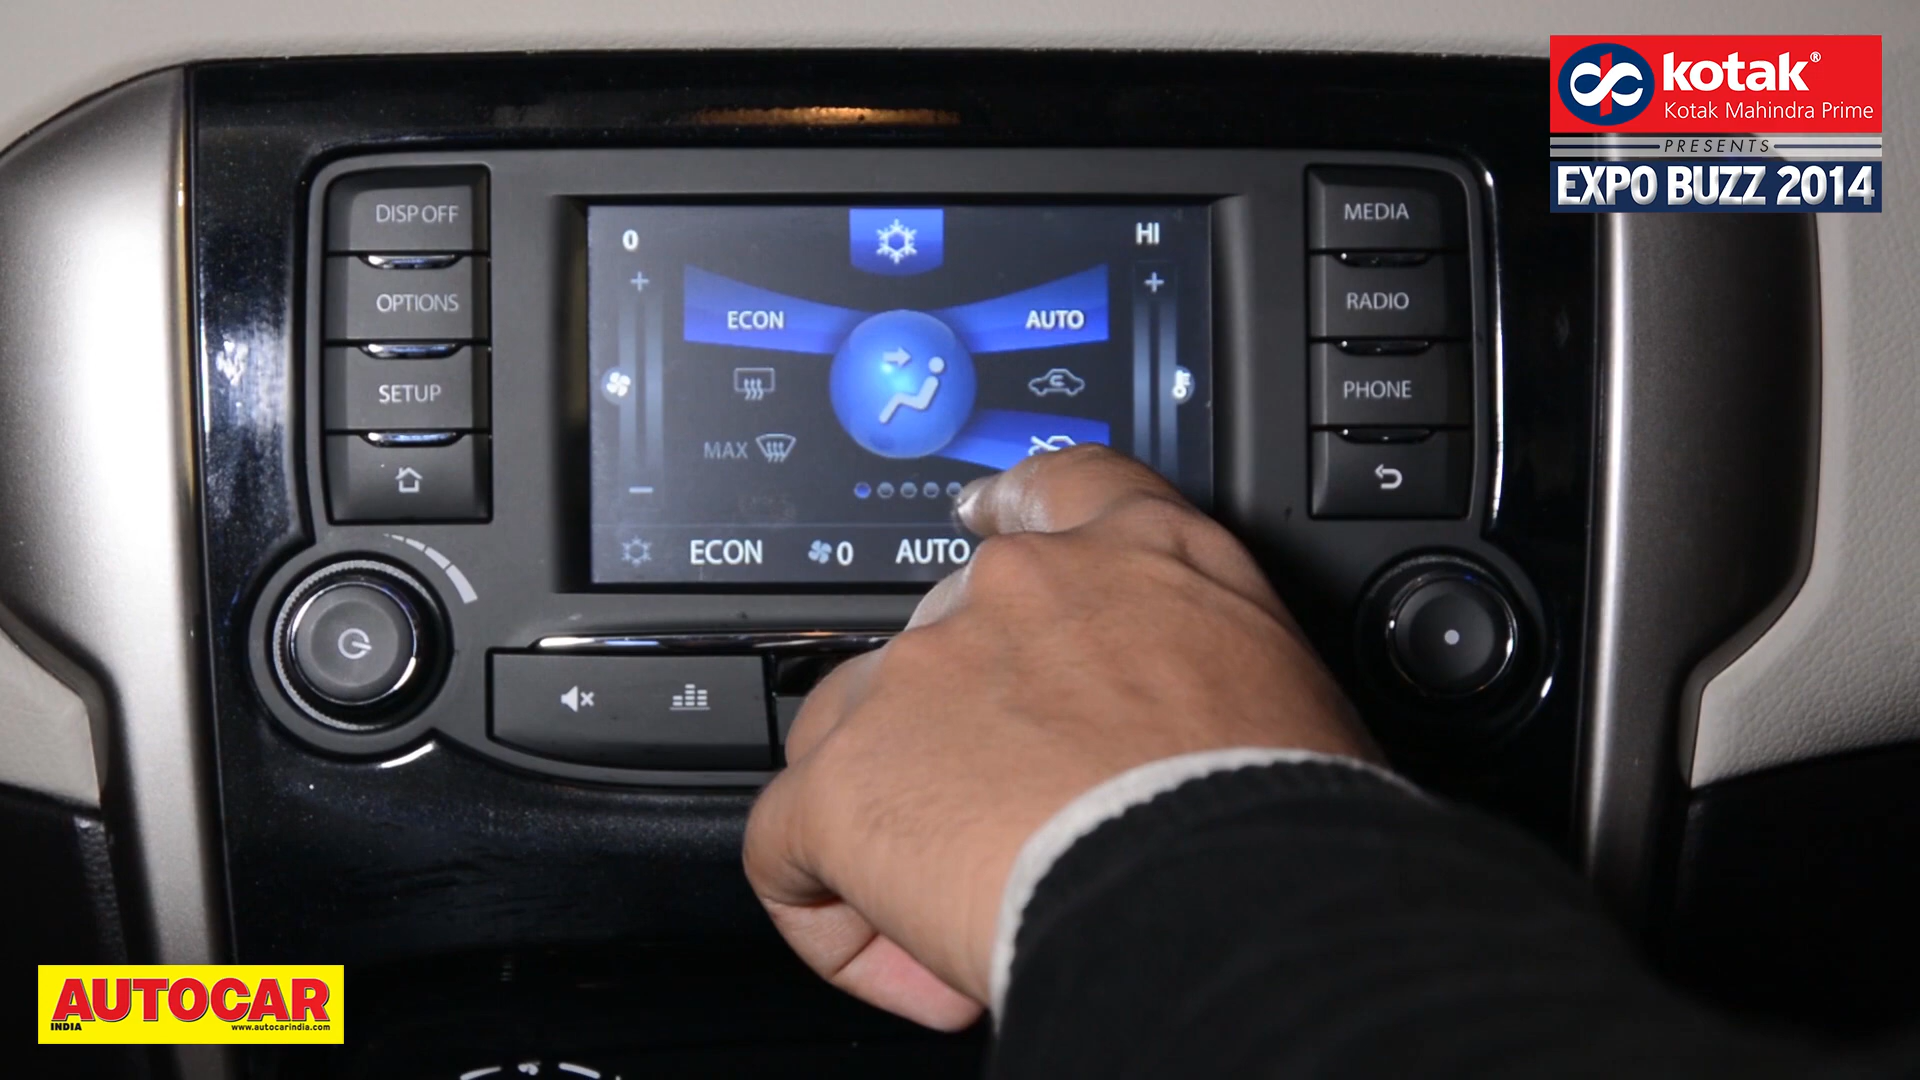 kotak®
Kotak Mahindra Prime
PRESENTS
EXPO BUZZ 2014
DISP OFF
OPTIONS
SETUP
0
HI
ECON
AUTO
MAX
ECON
0
AUTO
MEDIA
RADIO
PHONE
AUTOCAR
INDIA
www.autocarindia.com